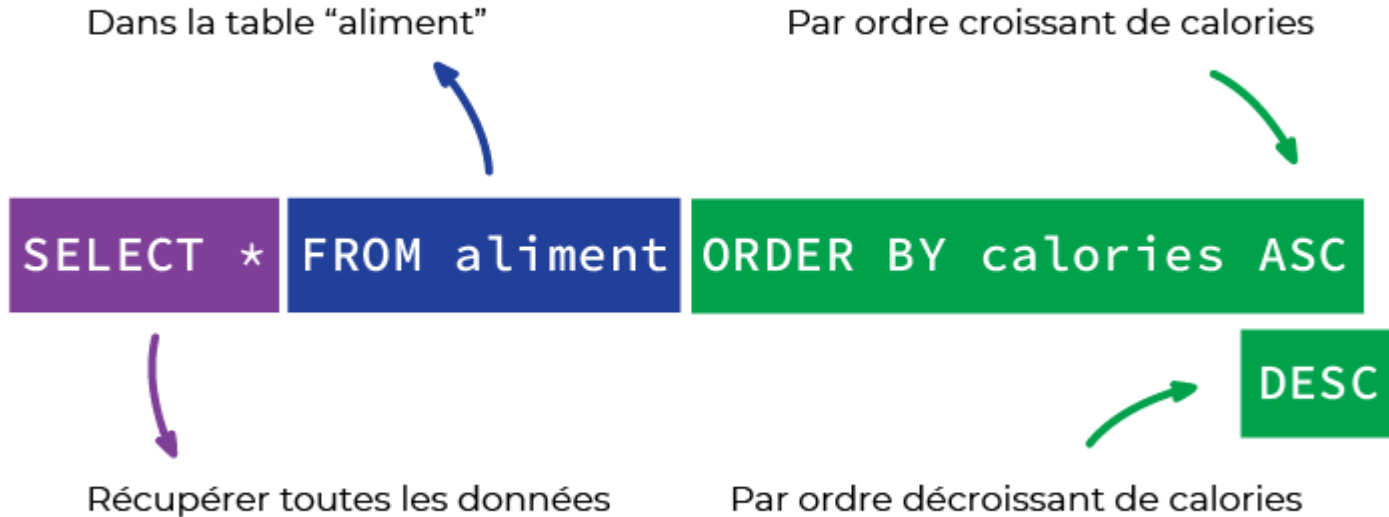 Dans la table “aliment”
Par ordre croissant de calories
SELECT * FROM aliment ORDER BY calories ASC
DESC
Récupérer toutes les données
Par ordre décroissant de calories